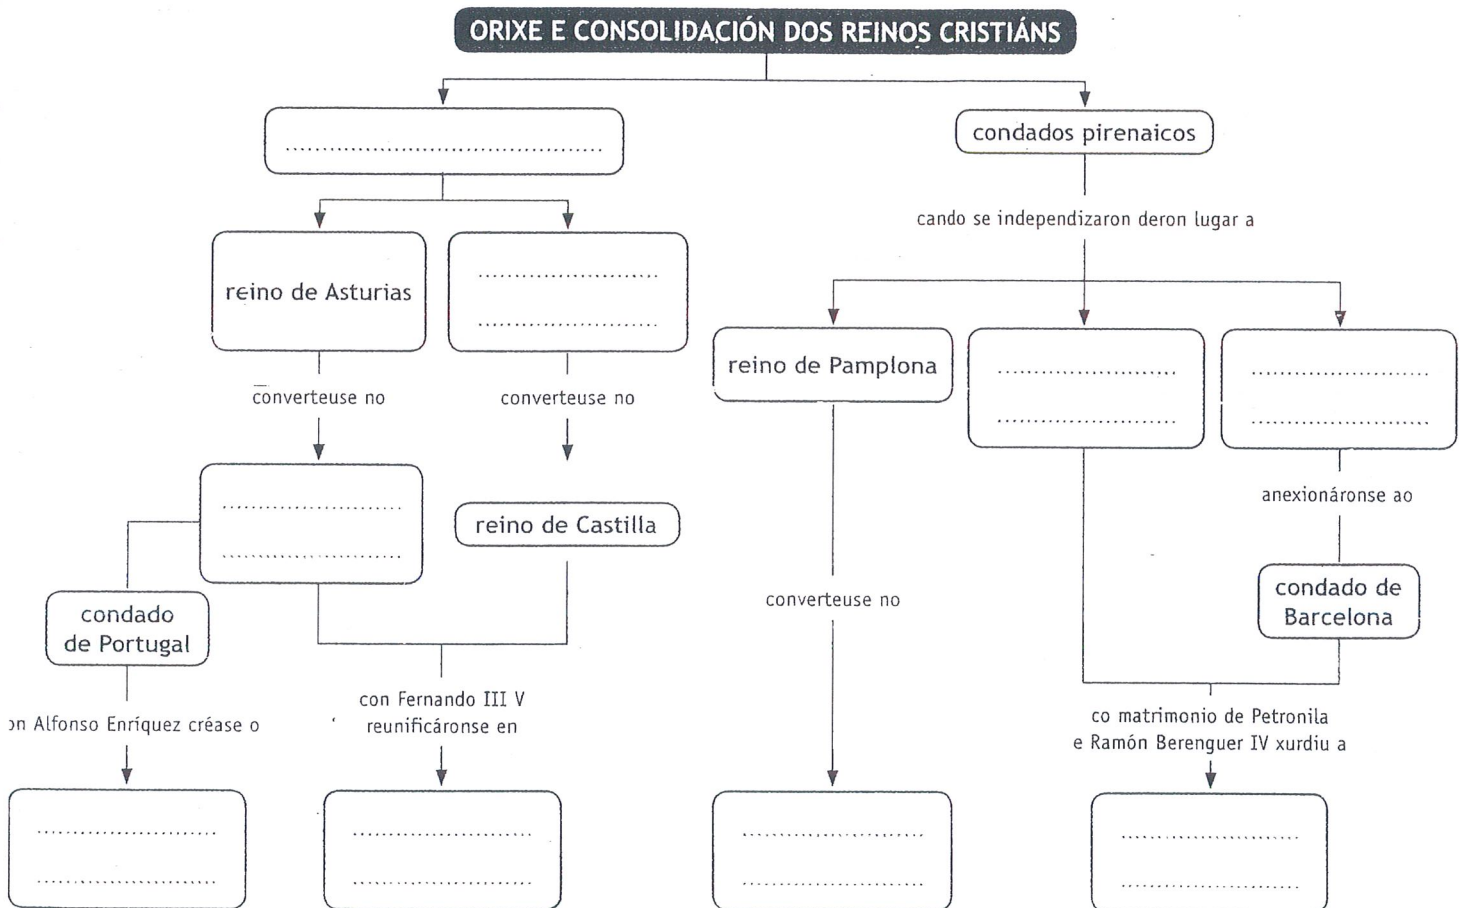 ORIXE E CONSOLIDACIÓN DOS REINOS CRISTIÁNS
condados pirenaicos
cando se independizaron deron lugar a
reino de Asturias
reino de Pamplona
converteuse no
converteuse no
reino de Castilla
anexionáronse ao
condado
de Portugal
converteuse no
condado de
Barcelona
con Fernando III V
reunificáronse en
on Alfonso Enríquez créase o
co matrimonio de Petronila
e Ramón Berenguer IV xurdiu a